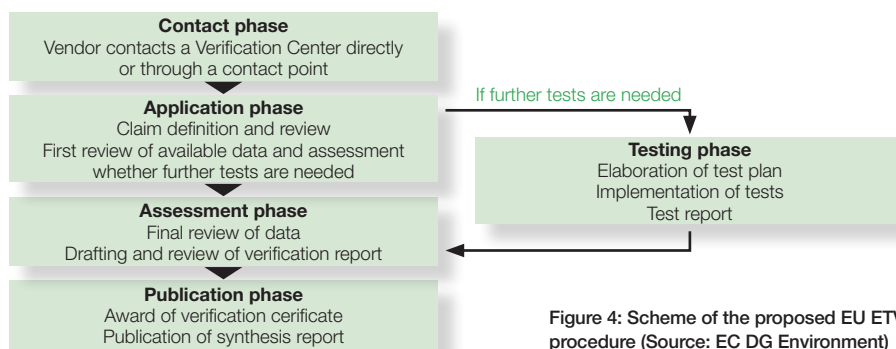 Contact phase
Vendor contacts a Verification Center directly
or through a contact point
Application phase
Claim definition and review
First review of available data and assessment
whether further tests are needed
If further tests are needed
Testing phase
Elaboration of test plan
Implementation of tests
Test report
Assessment phase
Final review of data
Drafting and review of verification report
Publication phase
Award of verification cerificate
Publication of synthesis report
Figure 4: Scheme of the proposed EU ETV
procedure (Source: EC DG Environment)